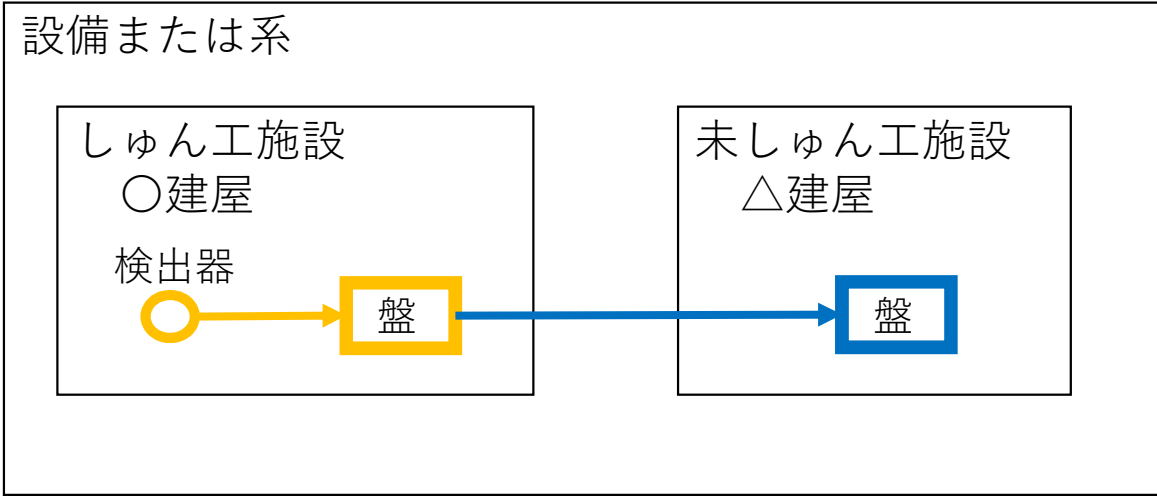 設備または系
しゅん工施設
〇建屋
検出器
盤
未しゅん工施設
△建屋
盤